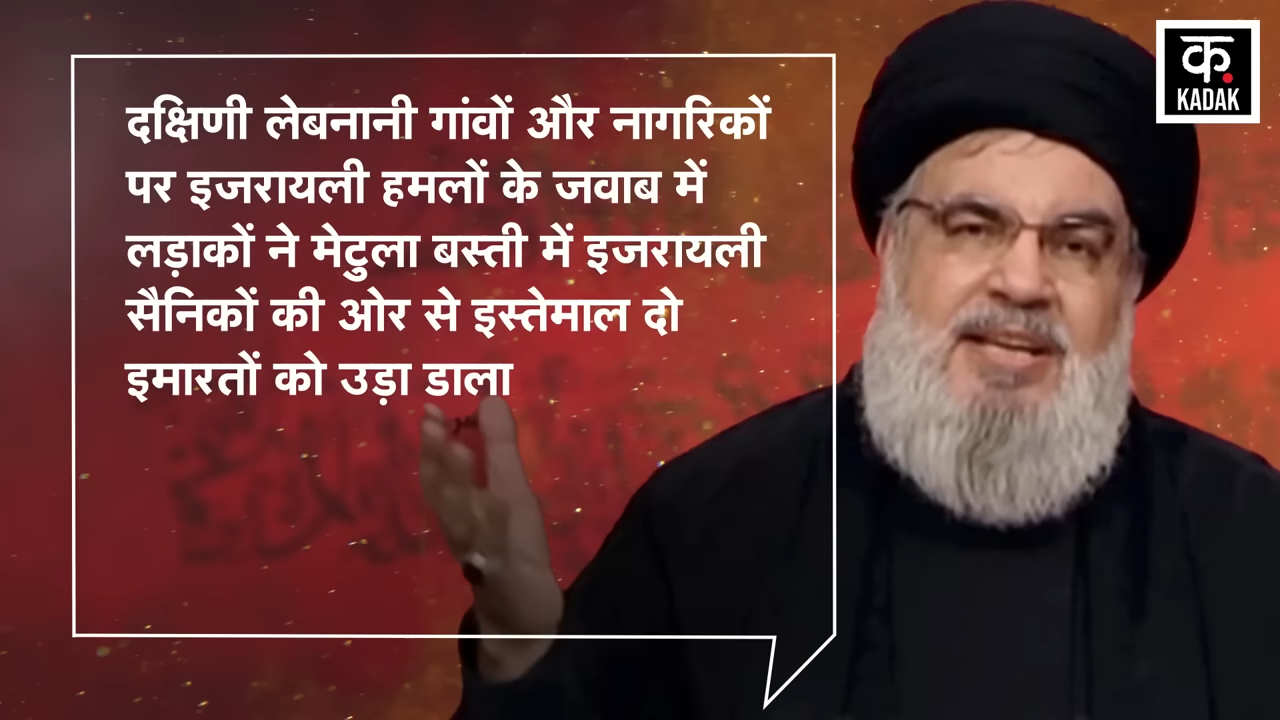 दक्षिणी लेबनानी गांवों और नागरिकों
पर इजरायली हमलों के जवाब में
लड़ाकों ने मेटुला बस्ती में इजरायली
सैनिकों की ओर से इस्तेमाल दो
इमारतों को उड़ा डाला
क
KADAK